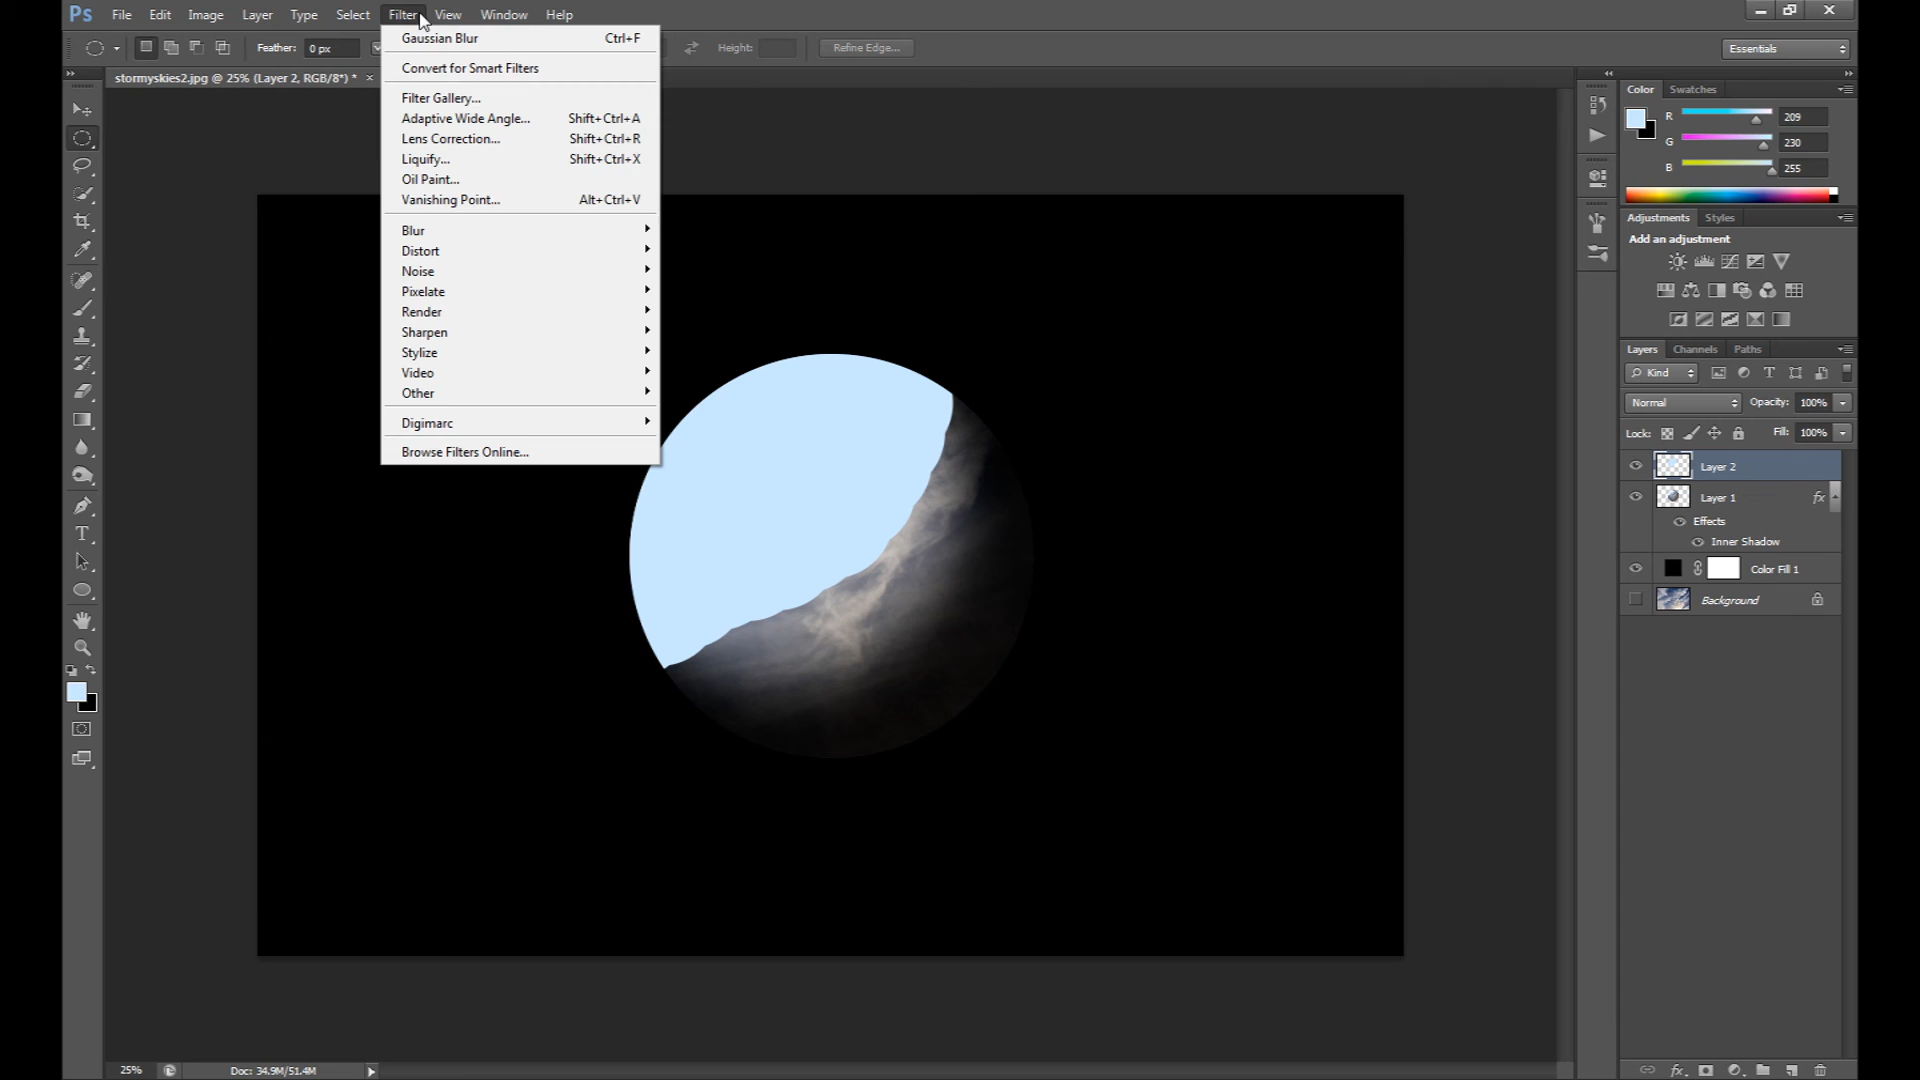 Ps File Edit Image Layer Type Select Filter View Window Help
Feather: 0 px Height: Refine Edge... Essentials
stormyskies2.jpg @ 25% (Layer 2, RGB/8*) * ×
Gaussian Blur Ctrl+F
Convert for Smart Filters
Filter Gallery...
Adaptive Wide Angle... Shift+Ctrl+A
Lens Correction... Shift+Ctrl+R
Liquify... Shift+Ctrl+X
Oil Paint...
Vanishing Point... Alt+Ctrl+V
Blur
Distort
Noise
Pixelate
Render
Sharpen
Stylize
Video
Other
Digimarc
Browse Filters Online...
Color Swatches
R 209
G 230
B 255
Adjustments Styles
Add an adjustment
Layers Channels Paths
Kind
Normal Opacity: 100%
Lock: Fill: 100%
Layer 2
Layer 1 fx
Effects
Inner Shadow
Color Fill 1
Background
25% Doc: 34.9M/51.4M
fx